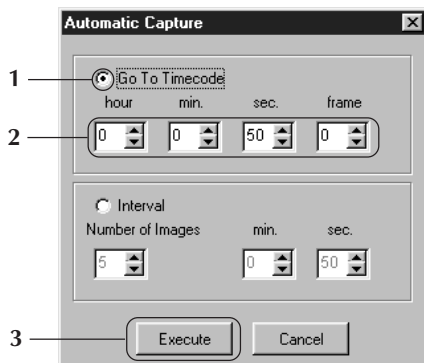 Automatic Capture
1 Go To Timecode
hour min. sec. frame
2 0 0 50 0
Interval
Number of Images min. sec.
5 0 50
3 Execute Cancel